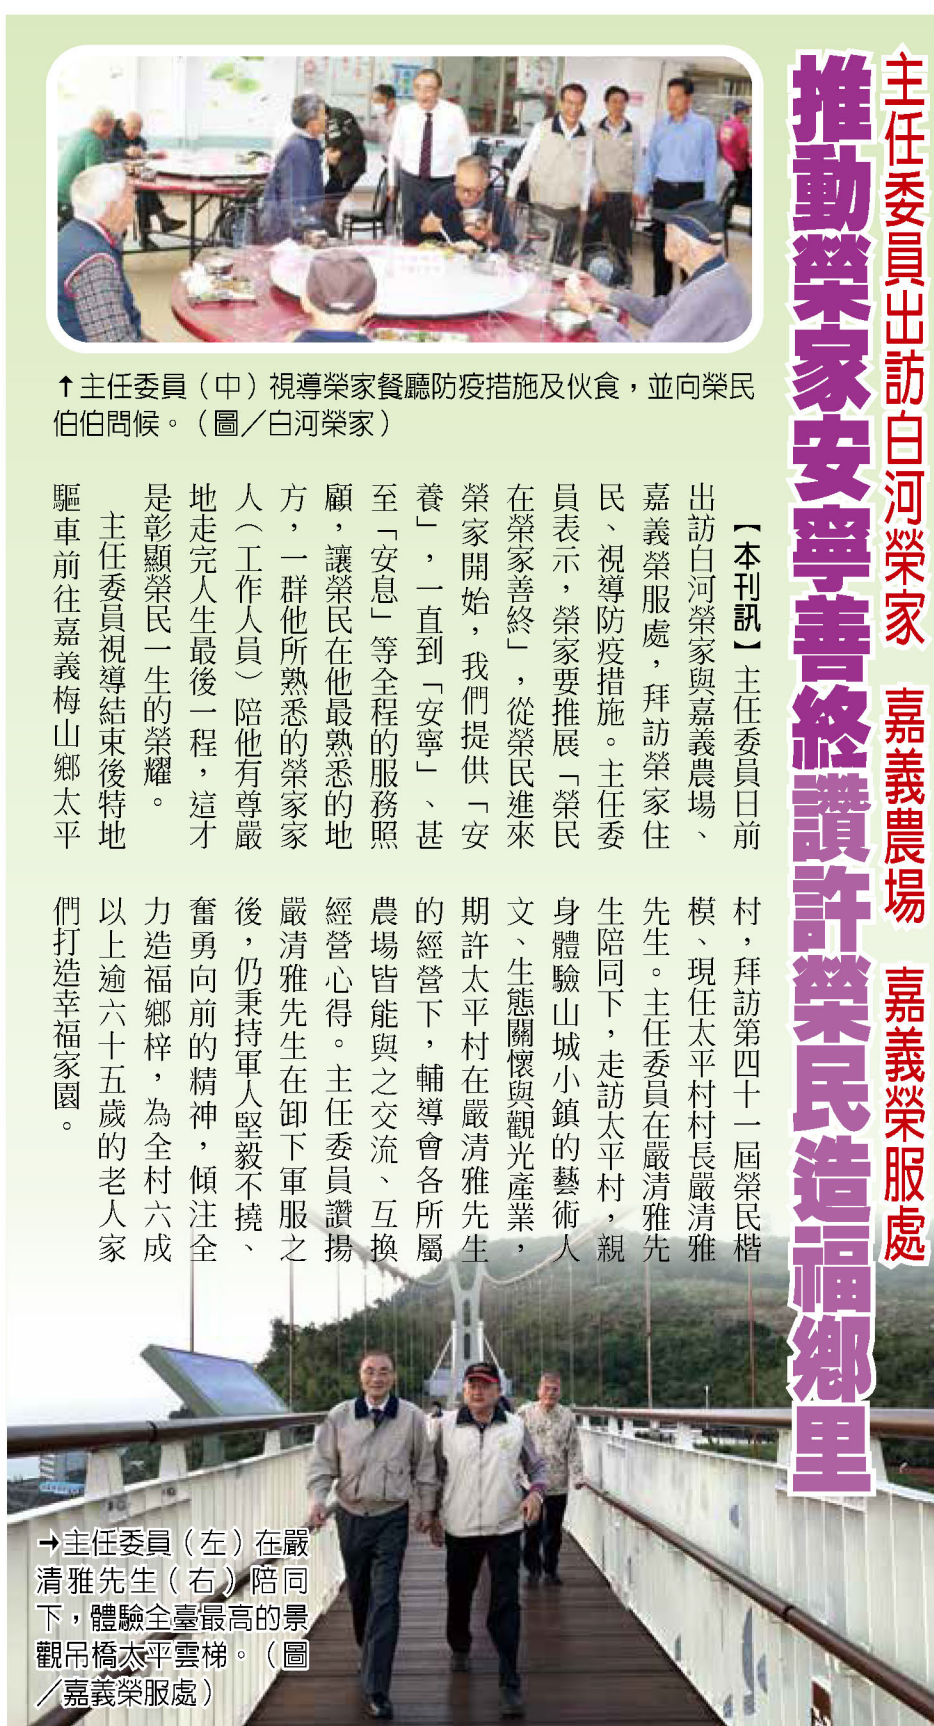 主任委員出訪白河榮家 嘉義農場 嘉義榮服處
推動榮家安寧善終讚許榮民造福鄉里
↑主任委員（中）視導榮家餐廳防疫措施及伙食，並向榮民
伯伯問候。（圖／白河榮家）
【本刊訊】主任委員日前
出訪白河榮家與嘉義農場、
嘉義榮服處，拜訪榮家住
民、視導防疫措施。主任委
員表示，榮家要推展「榮民
在榮家善終」，從榮民進來
榮家開始，我們提供「安
養」，一直到「安寧」、甚
至「安息」等全程的服務照
顧，讓榮民在他最熟悉的地
方，一群他所熟悉的榮家家
人（工作人員）陪他有尊嚴
地走完人生最後一程，這才
是彰顯榮民一生的榮耀。
主任委員視導結束後特地
驅車前往嘉義梅山鄉太平
村，拜訪第四十一屆榮民楷
模、現任太平村村長嚴清雅
先生。主任委員在嚴清雅先
生陪同下，走訪太平村，親
身體驗山城小鎮的藝術人
文、生態關懷與觀光產業，
期許太平村在嚴清雅先生
的經營下，輔導會各所屬
農場皆能與之交流、互換
經營心得。主任委員讚揚
嚴清雅先生在卸下軍服之
後，仍秉持軍人堅毅不撓、
奮勇向前的精神，傾注全
力造福鄉梓，為全村六成
以上逾六十五歲的老人家
們打造幸福家園。
→主任委員（左）在嚴
清雅先生（右）陪同
下，體驗全臺最高的景
觀吊橋太平雲梯。（圖
／嘉義榮服處）